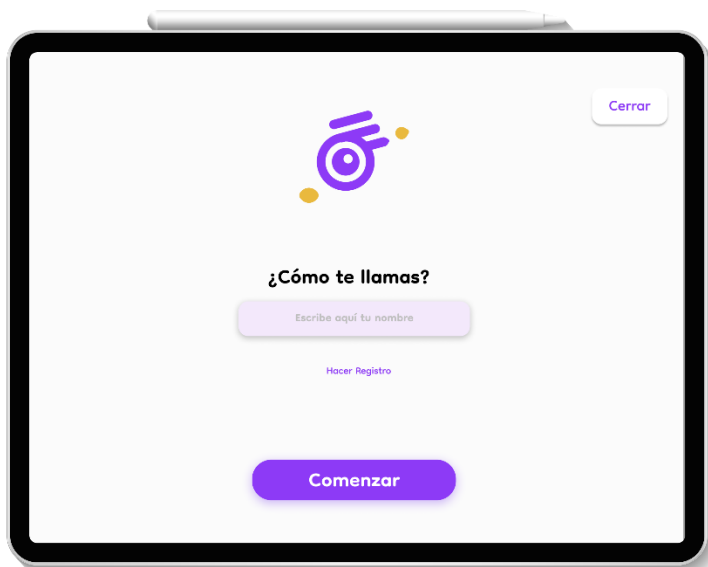 Cerrar
¿Cómo te llamas?
Escribe aquí tu nombre
Hacer Registro
Comenzar